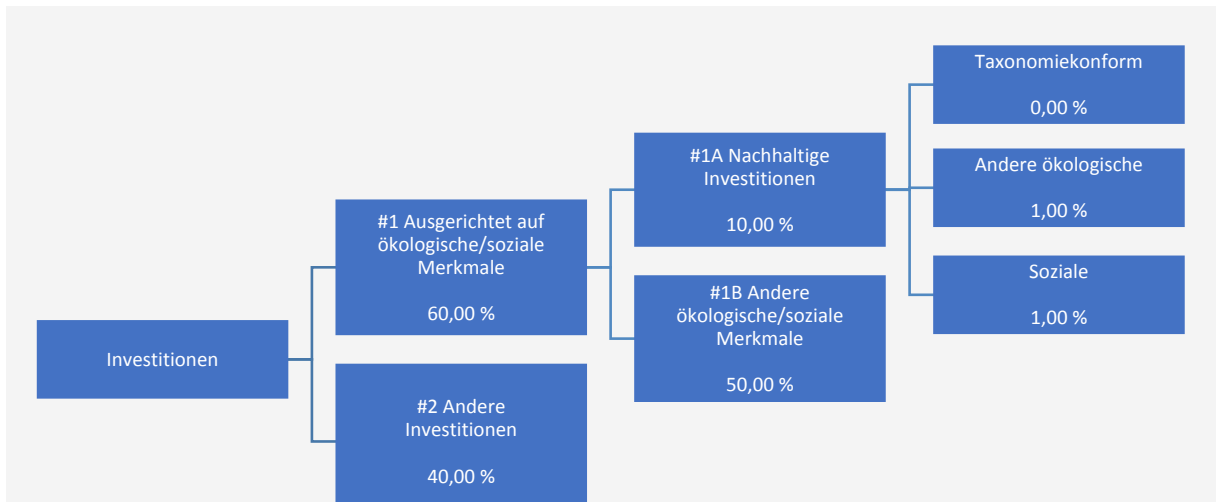 Investitionen
#1 Ausgerichtet auf
ökologische/soziale
Merkmale
60,00 %
#2 Andere
Investitionen
40,00 %
#1A Nachhaltige
Investitionen
10,00 %
#1B Andere
ökologische/soziale
Merkmale
50,00 %
Taxonomiekonform
0,00 %
Andere ökologische
1,00 %
Soziale
1,00 %